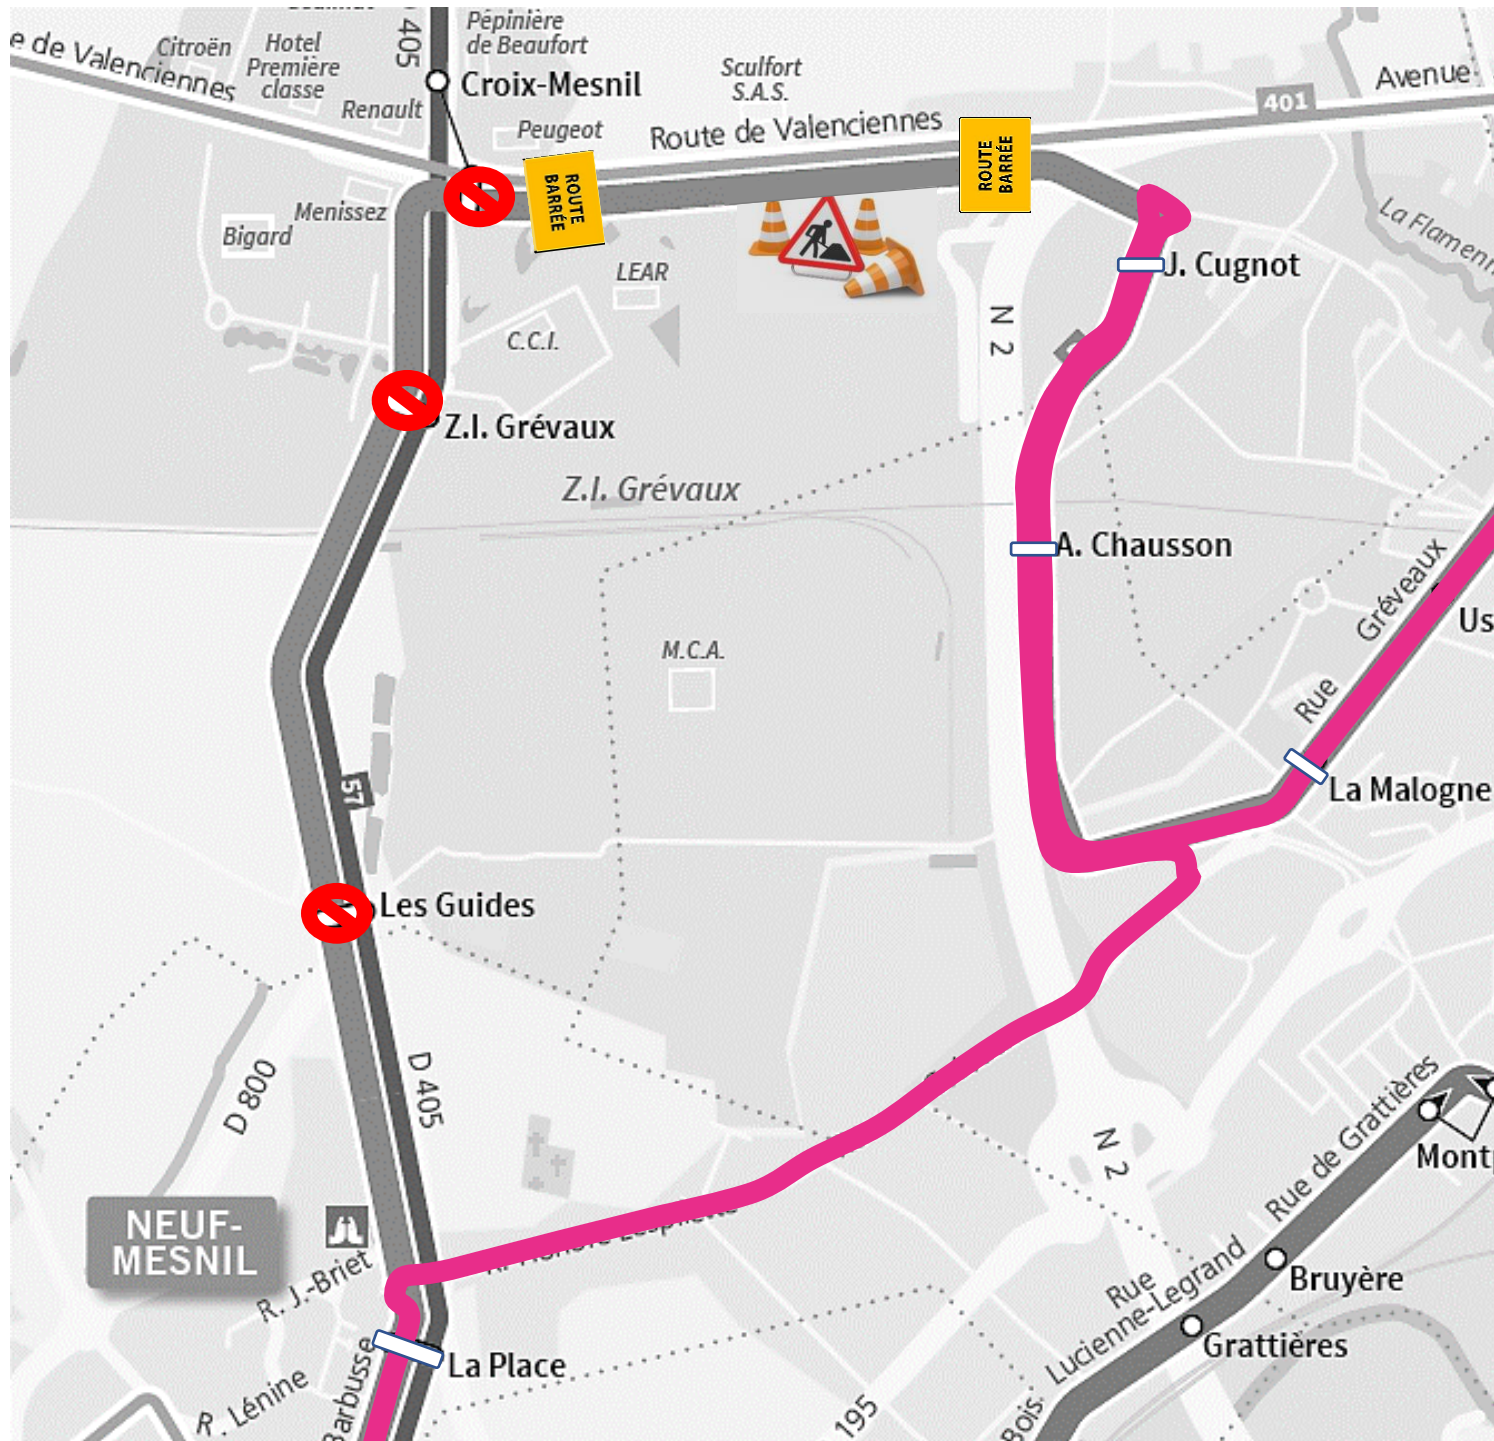 405
Pépinière
de Beaufort
e de Valenciennes
Citroën
Hotel
Première
classe
Renault
Croix-Mesnil
Sculfort
S.A.S.
Peugeot
Route de Valenciennes
401
Avenue
ROUTE
BARRÉE
ROUTE
BARRÉE
Menissez
Bigard
LEAR
C.C.I.
N 2
J. Cugnot
La Flamenn
Z.I. Grévaux
Z.I. Grévaux
A. Chausson
Rue Gréveaux
Us
M.C.A.
57
La Malogne
Les Guides
D 800
D 405
N 2
Rue de Grattières
Mont
NEUF-
MESNIL
R. J.-Briet
Bruyère
Rue
Lucienne-Legrand
Grattières
La Place
Barbusse
R. Lénine
195
Bois